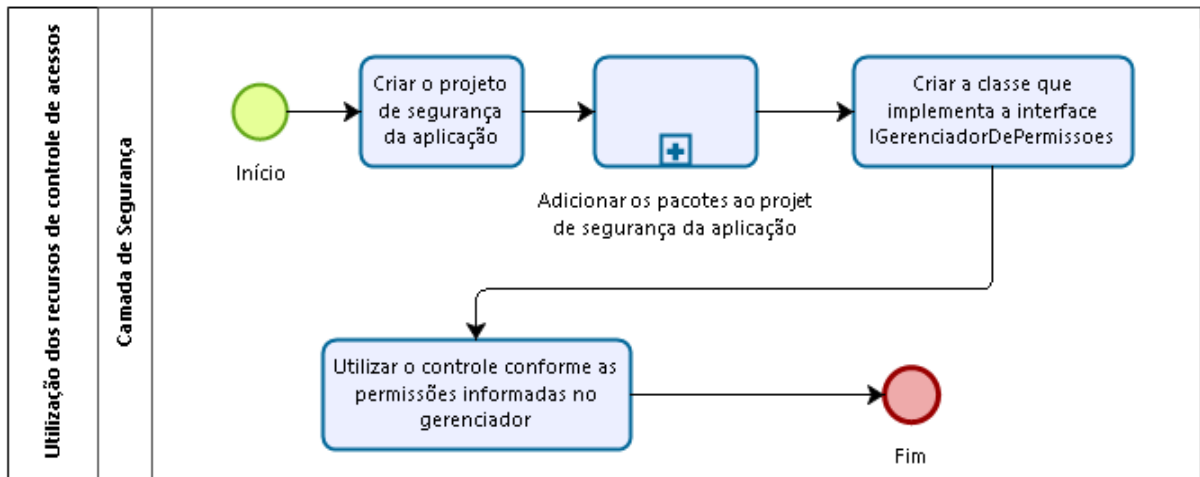 Utilização dos recursos de controle de acessos
Camada de Segurança
Início
Criar o projeto
de segurança
da aplicação
Adicionar os pacotes ao projet
de segurança da aplicação
Criar a classe que
implementa a interface
IGerenciadorDePermissoes
Utilizar o controle conforme as
permissões informadas no
gerenciador
Fim